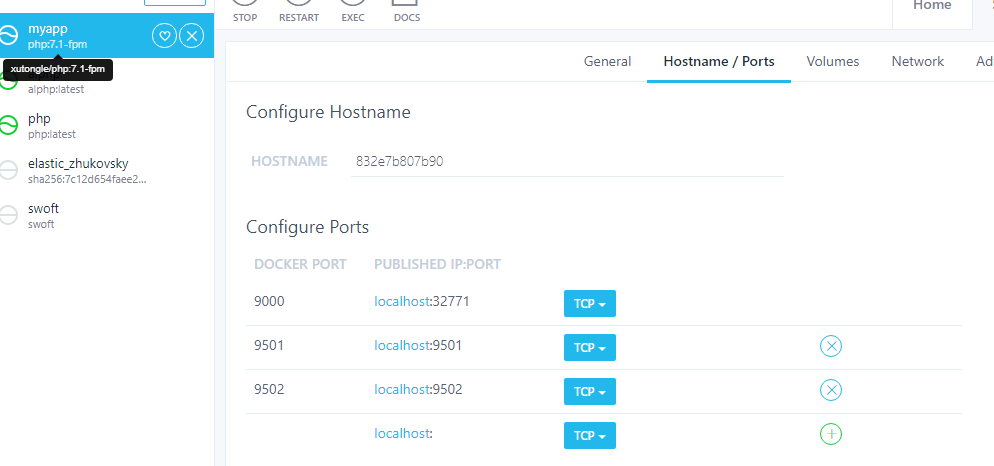 STOP RESTART EXEC DOCS
Home
myapp
php:7.1-fpm
xutongle/php:7.1-fpm
alphp:latest
php
php:latest
elastic_zhukovsky
sha256:7c12d654faee2...
swoft
swoft
General Hostname / Ports Volumes Network Ad
Configure Hostname
HOSTNAME 832e7b807b90
Configure Ports
DOCKER PORT PUBLISHED IP:PORT
9000 localhost:32771 TCP
9501 localhost:9501 TCP
9502 localhost:9502 TCP
localhost: TCP